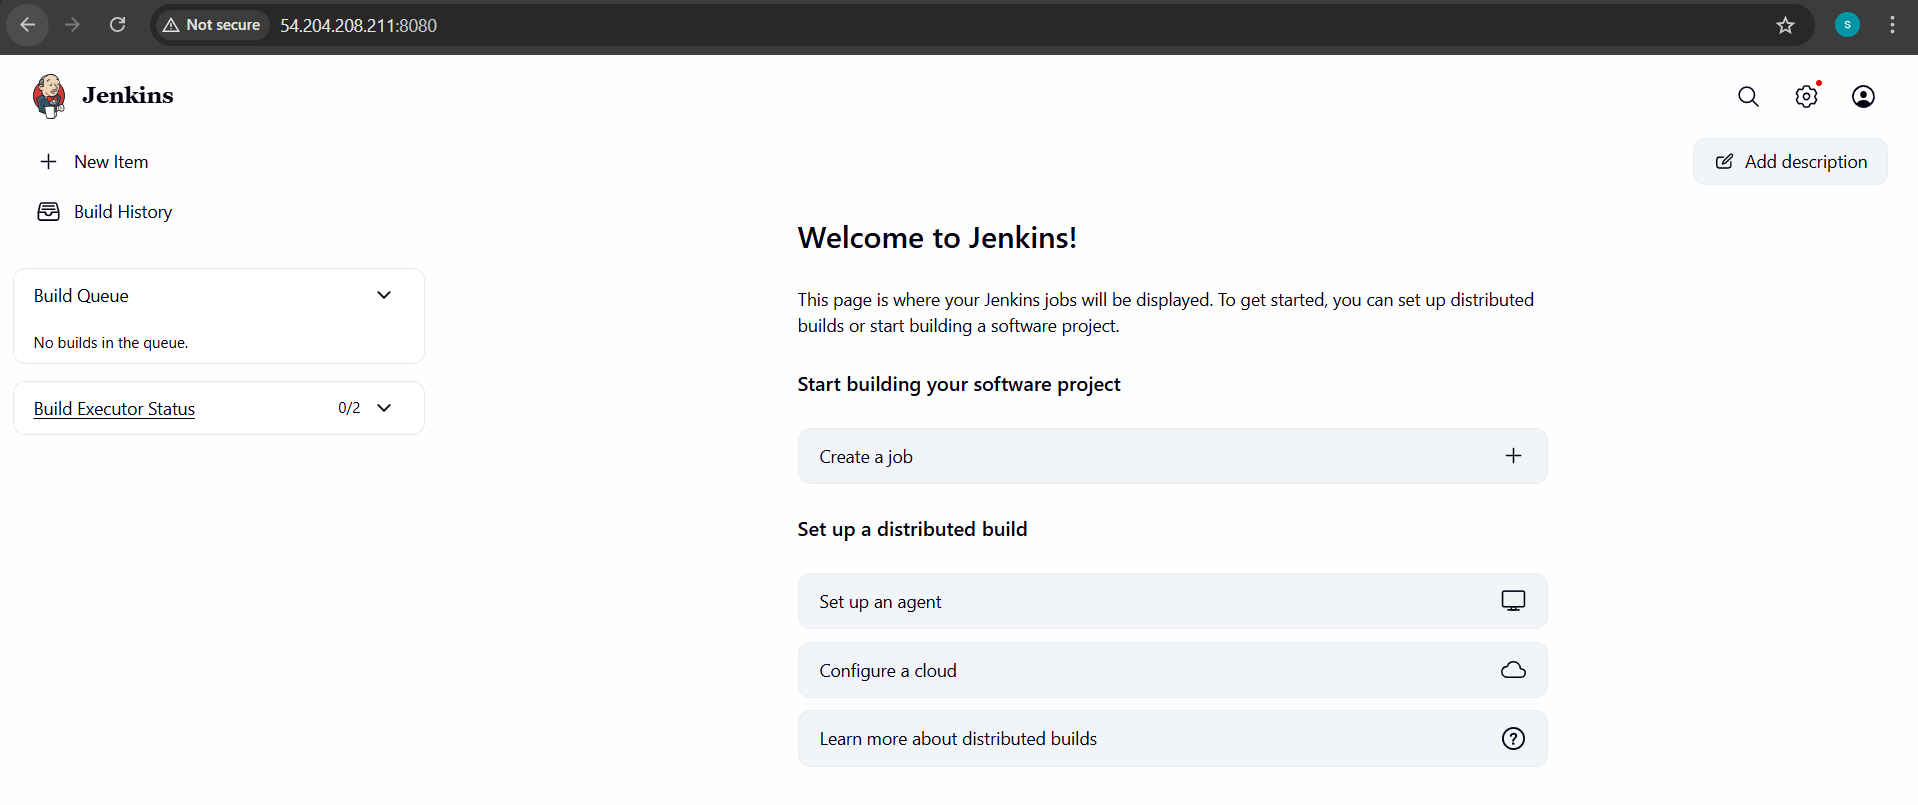 Not secure 54.204.208.211:8080
S
Jenkins
New Item
Add description
Build History
Build Queue
No builds in the queue.
Build Executor Status 0/2
Welcome to Jenkins!
This page is where your Jenkins jobs will be displayed. To get started, you can set up distributed
builds or start building a software project.
Start building your software project
Create a job
Set up a distributed build
Set up an agent
Configure a cloud
Learn more about distributed builds